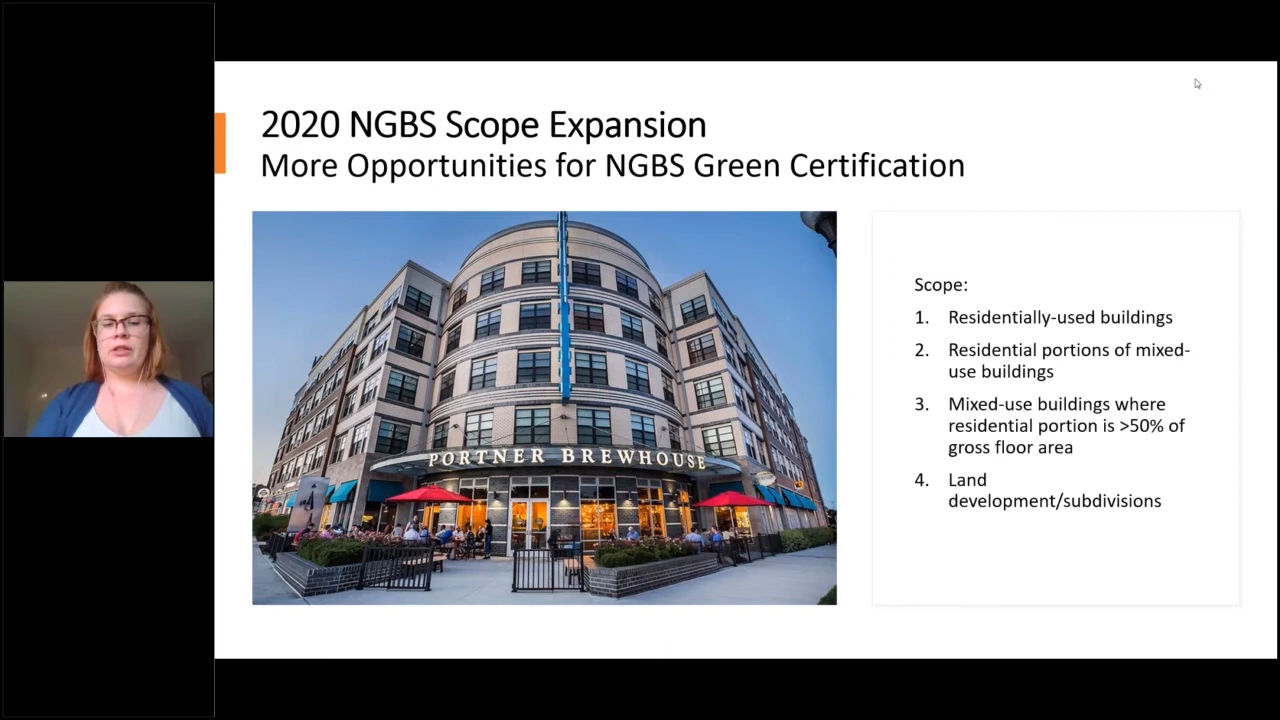 2020 NGBS Scope Expansion
More Opportunities for NGBS Green Certification
PORTNER BREWHOUSE
Scope:
1. Residentially-used buildings
2. Residential portions of mixed-
use buildings
3. Mixed-use buildings where
residential portion is >50% of
gross floor area
4. Land
development/subdivisions